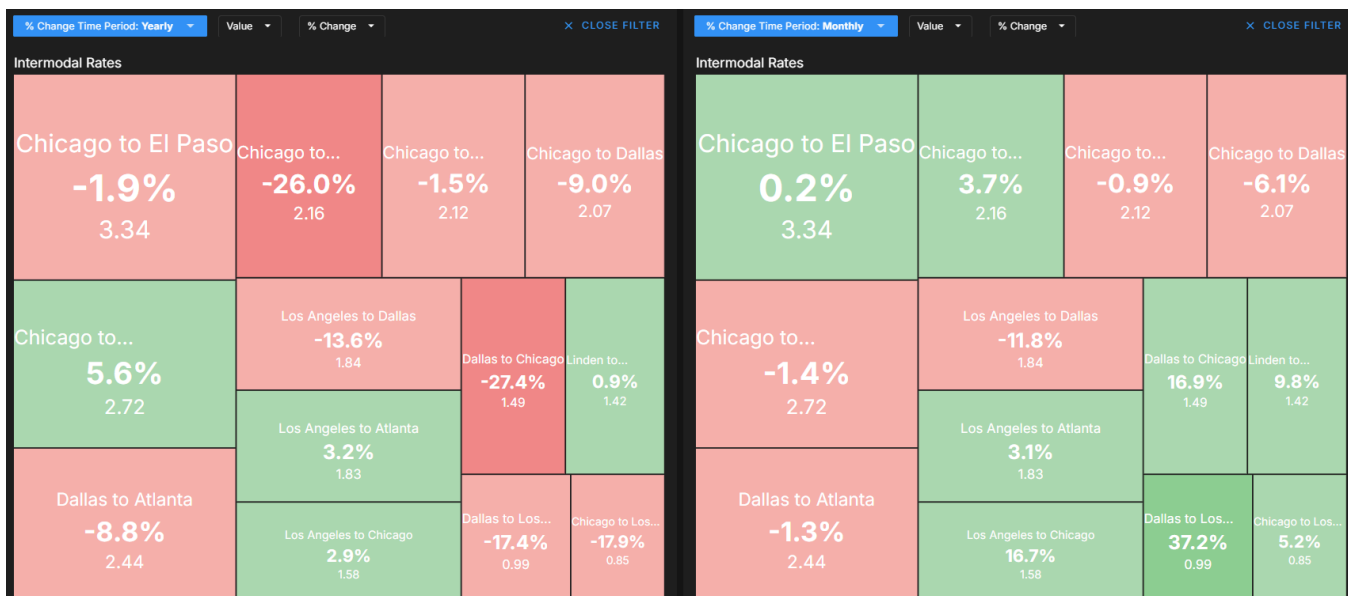 % Change Time Period: Yearly
Value
% Change
× CLOSE FILTER
Intermodal Rates
Chicago to El Paso
-1.9%
3.34
Chicago to...
-26.0%
2.16
Chicago to...
-1.5%
2.12
Chicago to Dallas
-9.0%
2.07
Chicago to...
5.6%
2.72
Los Angeles to Dallas
-13.6%
1.84
Dallas to Chicago
-27.4%
1.49
Linden to...
0.9%
1.42
Los Angeles to Atlanta
3.2%
1.83
Dallas to Atlanta
-8.8%
2.44
Los Angeles to Chicago
2.9%
1.58
Dallas to Los...
-17.4%
0.99
Chicago to Los...
-17.9%
0.85
% Change Time Period: Monthly
Value
% Change
× CLOSE FILTER
Intermodal Rates
Chicago to El Paso
0.2%
3.34
Chicago to...
3.7%
2.16
Chicago to...
-0.9%
2.12
Chicago to Dallas
-6.1%
2.07
Chicago to...
-1.4%
2.72
Los Angeles to Dallas
-11.8%
1.84
Dallas to Chicago
16.9%
1.49
Linden to...
9.8%
1.42
Los Angeles to Atlanta
3.1%
1.83
Dallas to Atlanta
-1.3%
2.44
Los Angeles to Chicago
16.7%
1.58
Dallas to Los...
37.2%
0.99
Chicago to Los...
5.2%
0.85